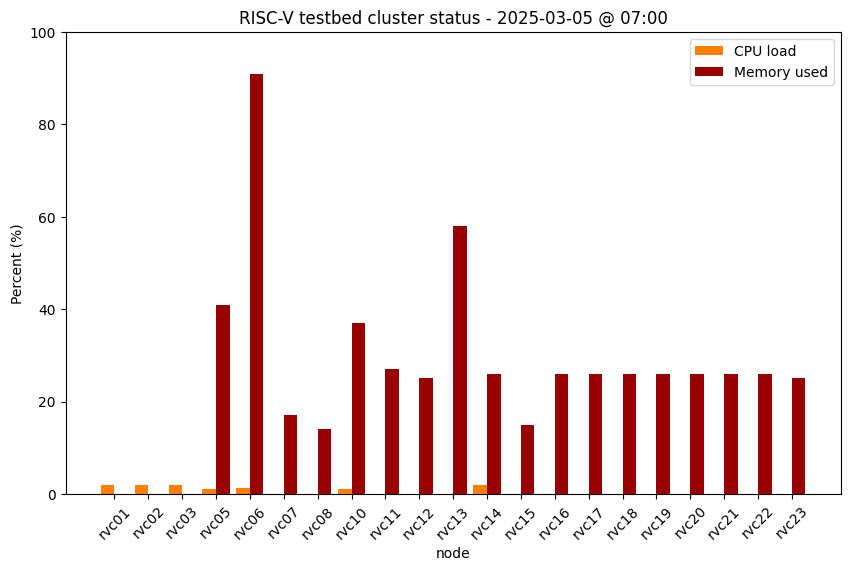 RISC-V testbed cluster status - 2025-03-05 @ 07:00
CPU load
Memory used
Percent (%)
100
80
60
40
20
0
rvc01
rvc02
rvc03
rvc05
rvc06
rvc07
rvc08
rvc10
rvc11
rvc12
rvc13
rvc14
rvc15
rvc16
rvc17
rvc18
rvc19
rvc20
rvc21
rvc22
rvc23
node